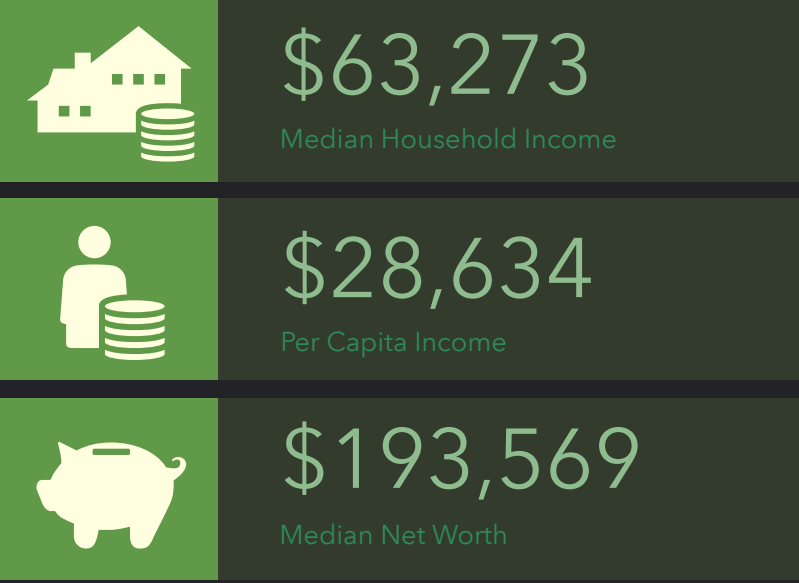 $63,273
Median Household Income
$28,634
Per Capita Income
$193,569
Median Net Worth